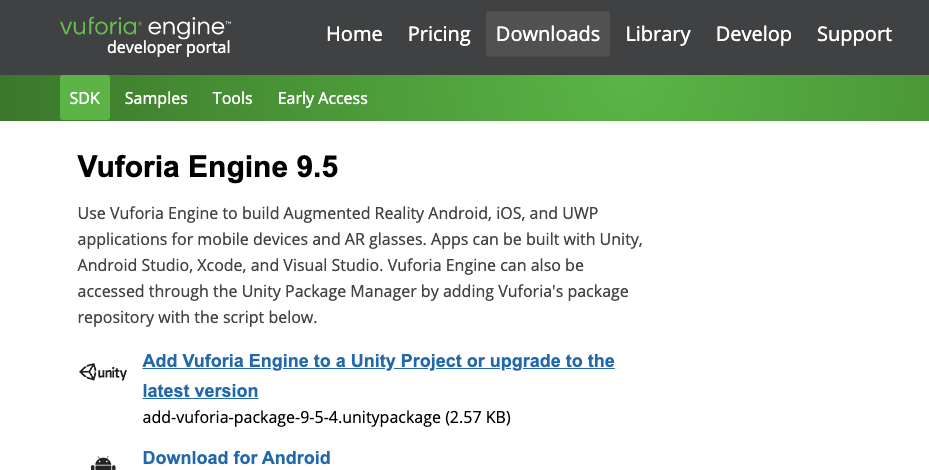 vuforia® engine™
developer portal
Home Pricing Downloads Library Develop Support
SDK Samples Tools Early Access
Vuforia Engine 9.5
Use Vuforia Engine to build Augmented Reality Android, iOS, and UWP
applications for mobile devices and AR glasses. Apps can be built with Unity,
Android Studio, Xcode, and Visual Studio. Vuforia Engine can also be
accessed through the Unity Package Manager by adding Vuforia's package
repository with the script below.
unity
Add Vuforia Engine to a Unity Project or upgrade to the
latest version
add-vuforia-package-9-5-4.unitypackage (2.57 KB)
Download for Android